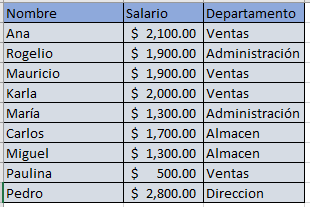 Nombre Salario Departamento
Ana $ 2,100.00 Ventas
Rogelio $ 1,900.00 Administración
Mauricio $ 1,900.00 Ventas
Karla $ 2,000.00 Ventas
María $ 1,300.00 Administración
Carlos $ 1,700.00 Almacen
Miguel $ 1,300.00 Almacen
Paulina $ 500.00 Ventas
Pedro $ 2,800.00 Direccion